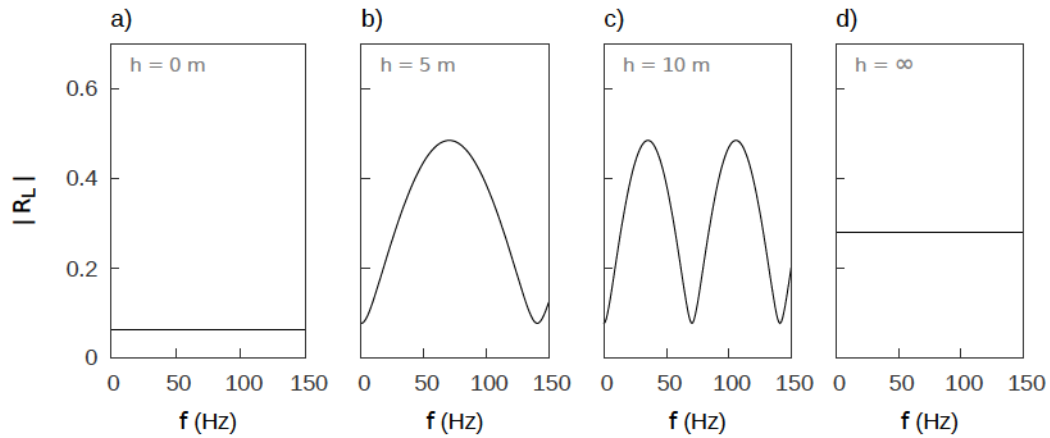 a) b) c) d)
h = 0 m h = 5 m h = 10 m h = ∞
0.6
0.4
| R_L |
0.2
0
0 50 100 150 0 50 100 150 0 50 100 150 0 50 100 150
f (Hz) f (Hz) f (Hz) f (Hz)